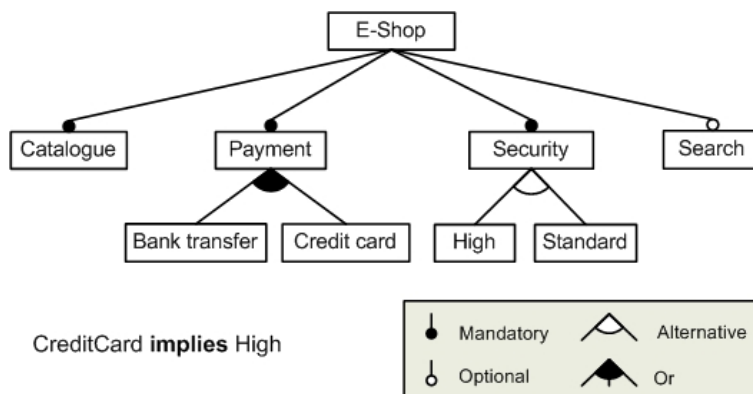 E-Shop
Catalogue
Payment
Security
Search
Bank transfer
Credit card
High
Standard
CreditCard implies High
Mandatory
Alternative
Optional
Or